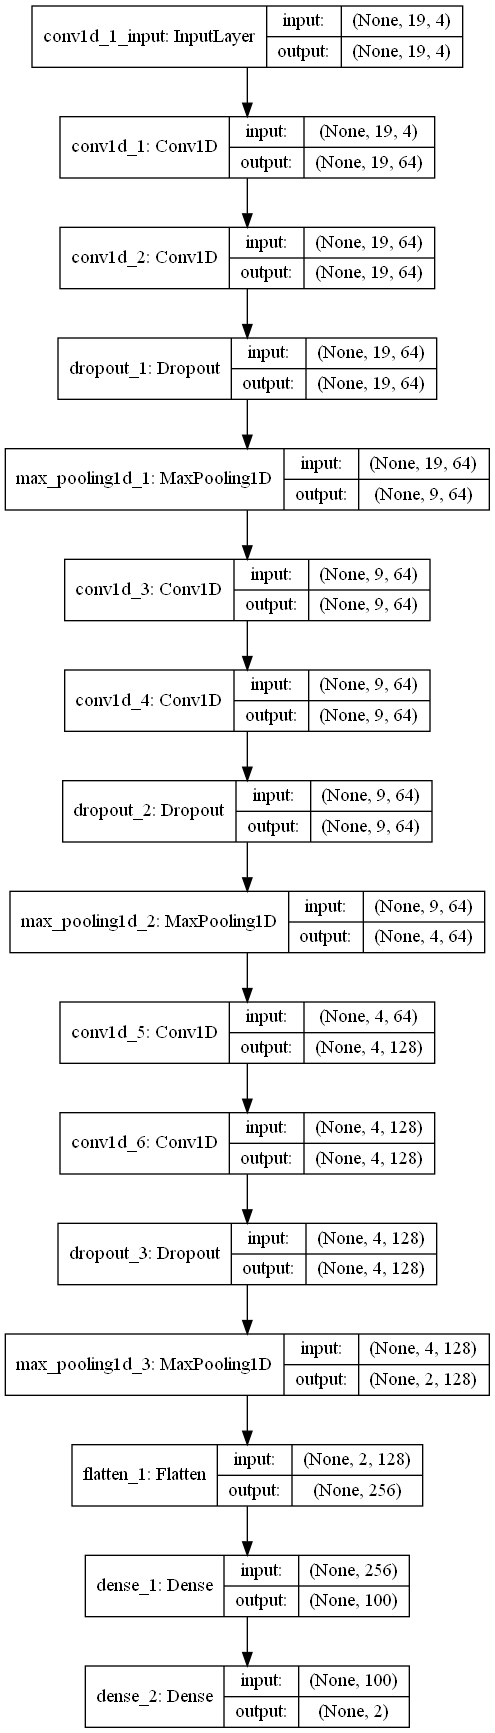 conv1d_1_input: InputLayer
input: (None, 19, 4)
output: (None, 19, 4)
conv1d_1: Conv1D
input: (None, 19, 4)
output: (None, 19, 64)
conv1d_2: Conv1D
input: (None, 19, 64)
output: (None, 19, 64)
dropout_1: Dropout
input: (None, 19, 64)
output: (None, 19, 64)
max_pooling1d_1: MaxPooling1D
input: (None, 19, 64)
output: (None, 9, 64)
conv1d_3: Conv1D
input: (None, 9, 64)
output: (None, 9, 64)
conv1d_4: Conv1D
input: (None, 9, 64)
output: (None, 9, 64)
dropout_2: Dropout
input: (None, 9, 64)
output: (None, 9, 64)
max_pooling1d_2: MaxPooling1D
input: (None, 9, 64)
output: (None, 4, 64)
conv1d_5: Conv1D
input: (None, 4, 64)
output: (None, 4, 128)
conv1d_6: Conv1D
input: (None, 4, 128)
output: (None, 4, 128)
dropout_3: Dropout
input: (None, 4, 128)
output: (None, 4, 128)
max_pooling1d_3: MaxPooling1D
input: (None, 4, 128)
output: (None, 2, 128)
flatten_1: Flatten
input: (None, 2, 128)
output: (None, 256)
dense_1: Dense
input: (None, 256)
output: (None, 100)
dense_2: Dense
input: (None, 100)
output: (None, 2)